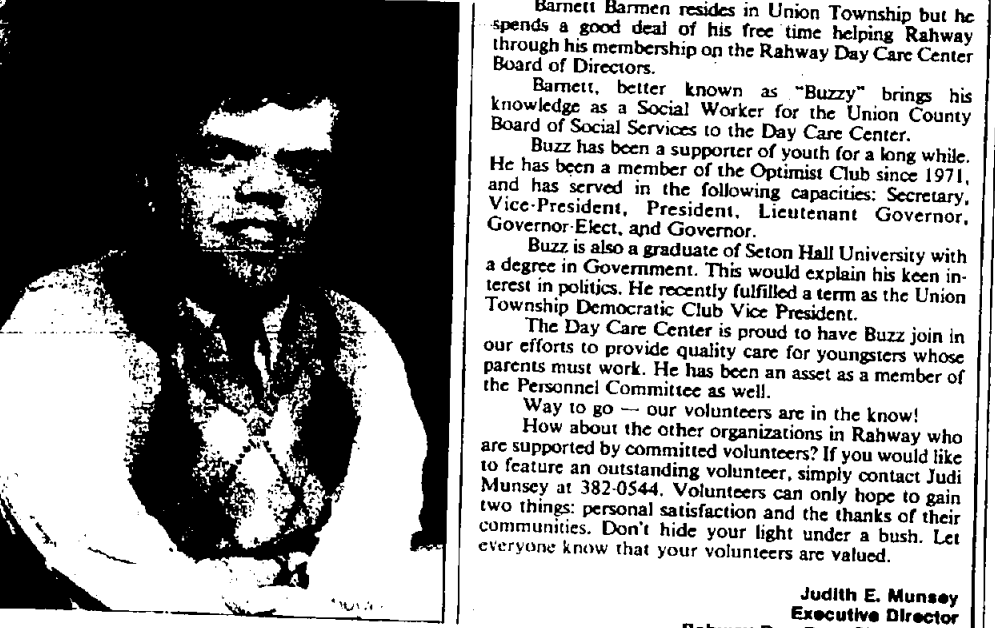 Barnett Barmen resides in Union Township but he
spends a good deal of his free time helping Rahway
through his membership on the Rahway Day Care Center
Board of Directors.
Barnett, better known as "Buzzy" brings his
knowledge as a Social Worker for the Union County
Board of Social Services to the Day Care Center.
Buzz has been a supporter of youth for a long while.
He has been a member of the Optimist Club since 1971,
and has served in the following capacities: Secretary,
Vice-President, President, Lieutenant Governor,
Governor-Elect, and Governor.
Buzz is also a graduate of Seton Hall University with
a degree in Government. This would explain his keen in-
terest in politics. He recently fulfilled a term as the Union
Township Democratic Club Vice President.
The Day Care Center is proud to have Buzz join in
our efforts to provide quality care for youngsters whose
parents must work. He has been an asset as a member of
the Personnel Committee as well.
Way to go — our volunteers are in the know!
How about the other organizations in Rahway who
are supported by committed volunteers? If you would like
to feature an outstanding volunteer, simply contact Judi
Munsey at 382-0544. Volunteers can only hope to gain
two things: personal satisfaction and the thanks of their
communities. Don't hide your light under a bush. Let
everyone know that your volunteers are valued.
Judith E. Munsey
Executive Director